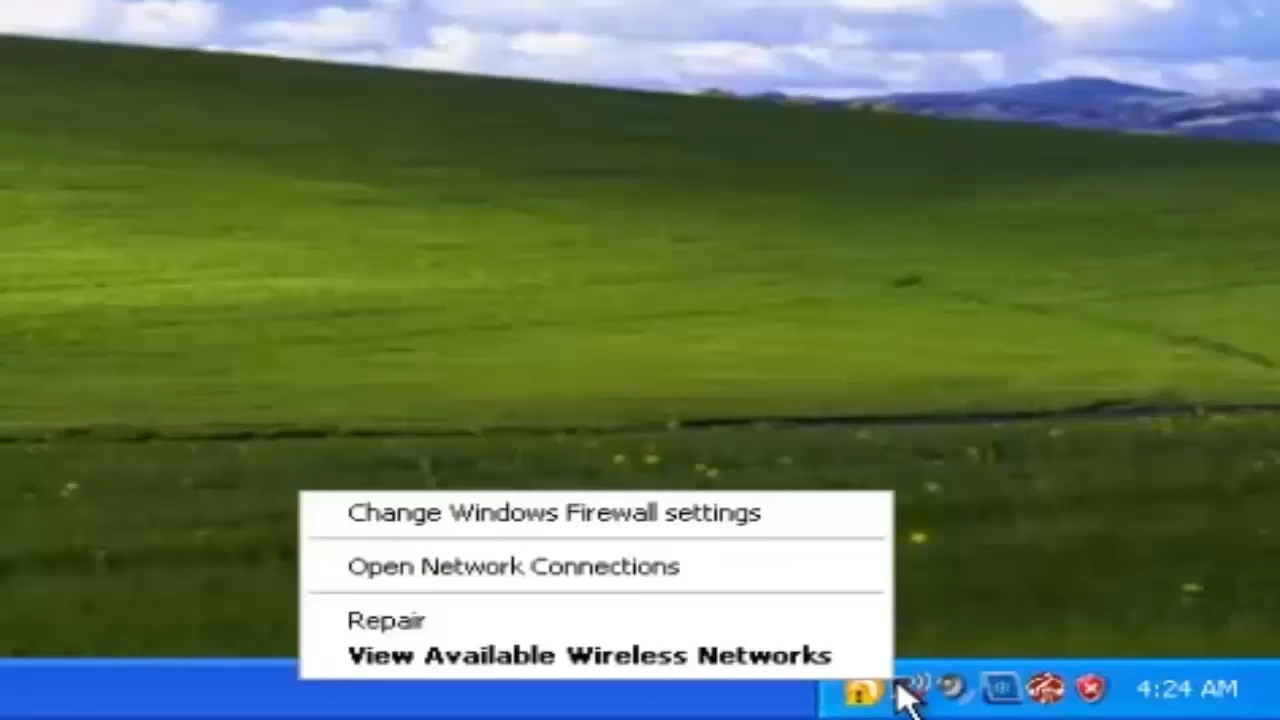 Change Windows Firewall settings
Open Network Connections
Repair
View Available Wireless Networks
4:24 AM